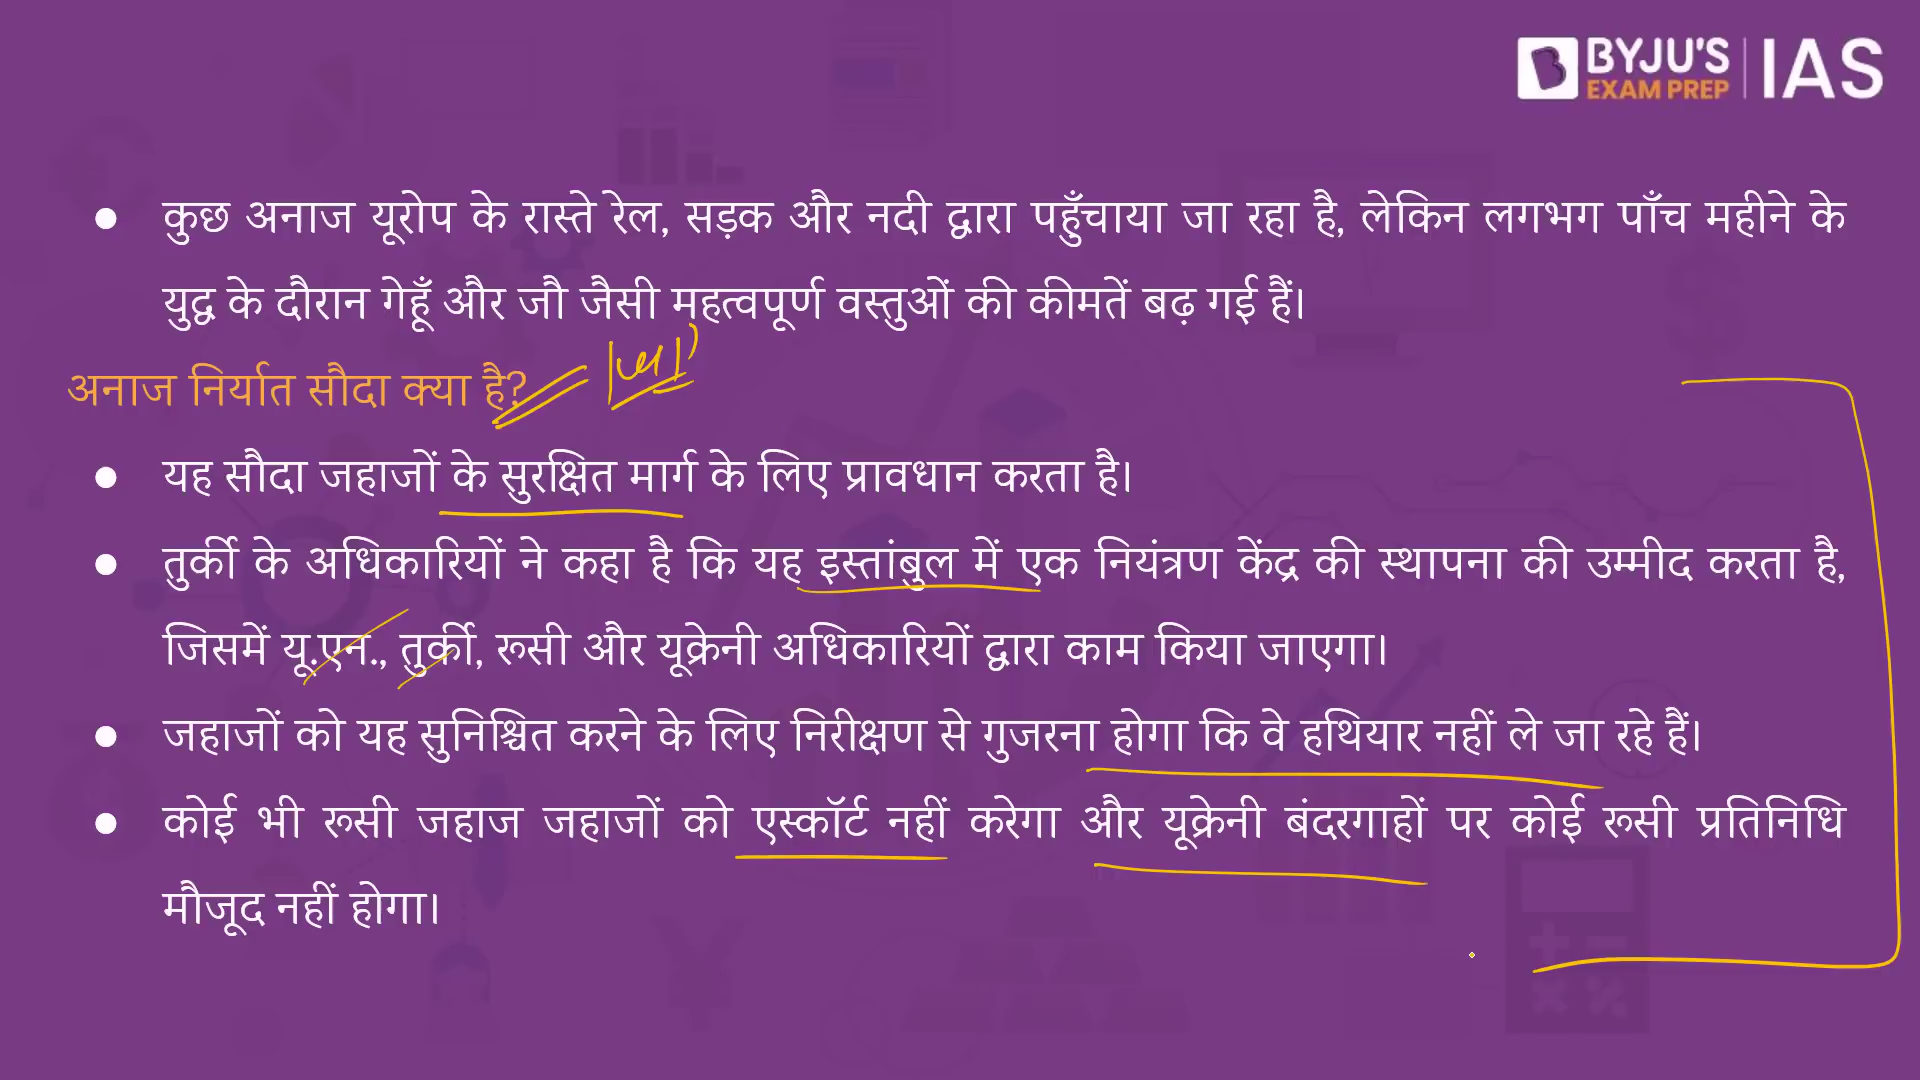 BYJU'S
EXAM PREP
IAS
● कुछ अनाज यूरोप के रास्ते रेल, सड़क और नदी द्वारा पहुँचाया जा रहा है, लेकिन लगभग पाँच महीने के
युद्ध के दौरान गेहूँ और जौ जैसी महत्वपूर्ण वस्तुओं की कीमतें बढ़ गई हैं।
अनाज निर्यात सौदा क्या है?
● यह सौदा जहाजों के सुरक्षित मार्ग के लिए प्रावधान करता है।
● तुर्की के अधिकारियों ने कहा है कि यह इस्तांबुल में एक नियंत्रण केंद्र की स्थापना की उम्मीद करता है,
जिसमें यू.एन., तुर्की, रूसी और यूक्रेनी अधिकारियों द्वारा काम किया जाएगा।
● जहाजों को यह सुनिश्चित करने के लिए निरीक्षण से गुजरना होगा कि वे हथियार नहीं ले जा रहे हैं।
● कोई भी रूसी जहाज जहाजों को एस्कॉर्ट नहीं करेगा और यूक्रेनी बंदरगाहों पर कोई रूसी प्रतिनिधि
मौजूद नहीं होगा।